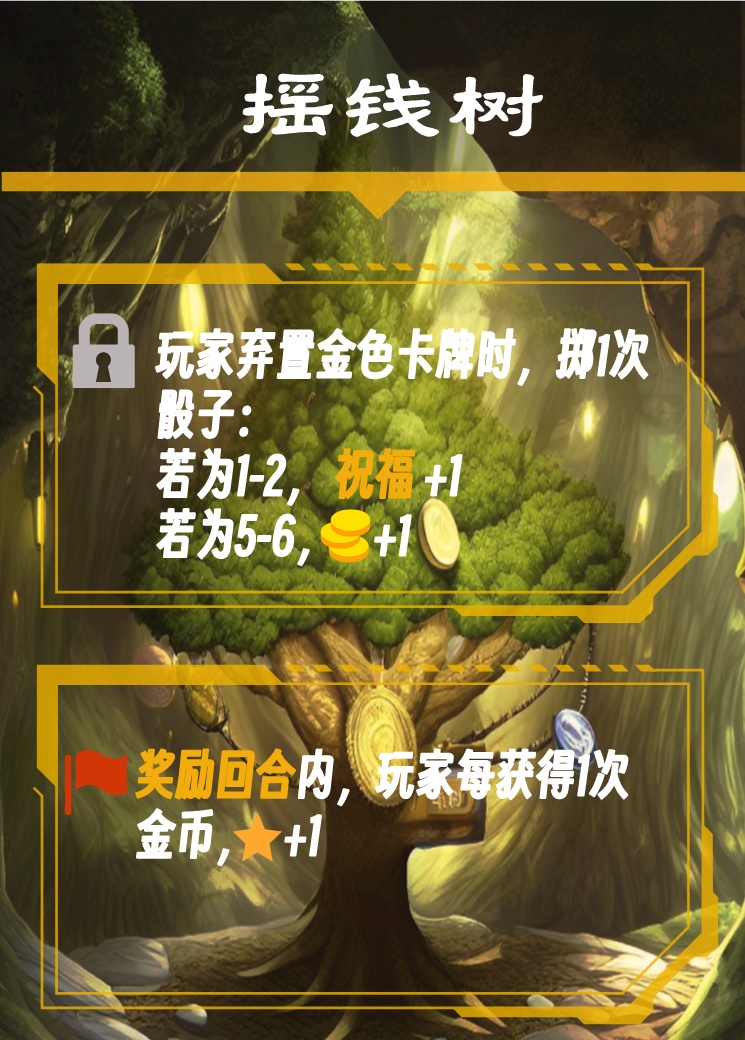 摇钱树
玩家弃置金色卡牌时，掷1次
骰子：
若为1-2， 祝福 +1
若为5-6, +1
奖励回合内，玩家每获得1次
金币, +1